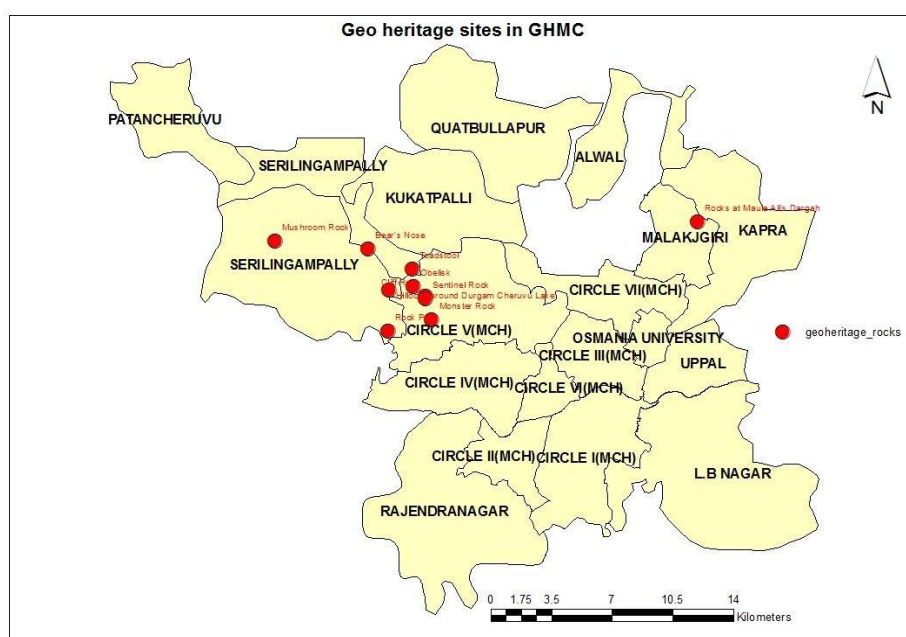 Geo heritage sites in GHMC
N
PATANCHERUVU
QUATBULLAPUR
SERILINGAMPALLY
ALWAL
KUKATPALLI
Rocks at Maula Ali's Dargah
Mushroom Rock
Bear's Nose
MALAKJGIRI
KAPRA
SERILINGAMPALLY
Toadstool
Obelisk
Cliff
Sentinel Rock
CIRCLE VII(MCH)
Durgam Cheruvu Lake
Monster Rock
Rock
CIRCLE V(MCH)
OSMANIA UNIVERSITY
geoheritage_rocks
CIRCLE III(MCH)
UPPAL
CIRCLE IV(MCH)
CIRCLE VI(MCH)
CIRCLE II(MCH)
CIRCLE I(MCH)
L.B NAGAR
RAJENDRANAGAR
0 1.75 3.5 7 10.5 14
Kilometers